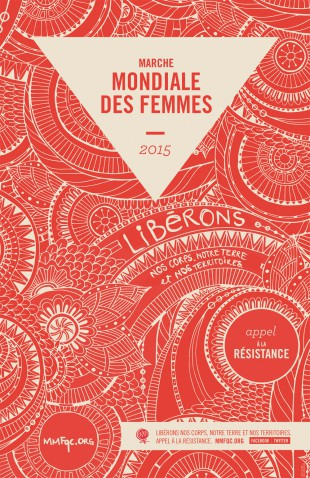 MARCHE
MONDIALE
DES FEMMES
2015
LIBÉRONS
NOS CORPS, NOTRE TERRE
et NOS TERRITOIRES
appel
À LA
RÉSISTANCE
MMFQC.ORG
LIBÉRONS NOS CORPS, NOTRE TERRE ET NOS TERRITOIRES.
APPEL À LA RÉSISTANCE. MMFQC.ORG FACEBOOK TWITTER